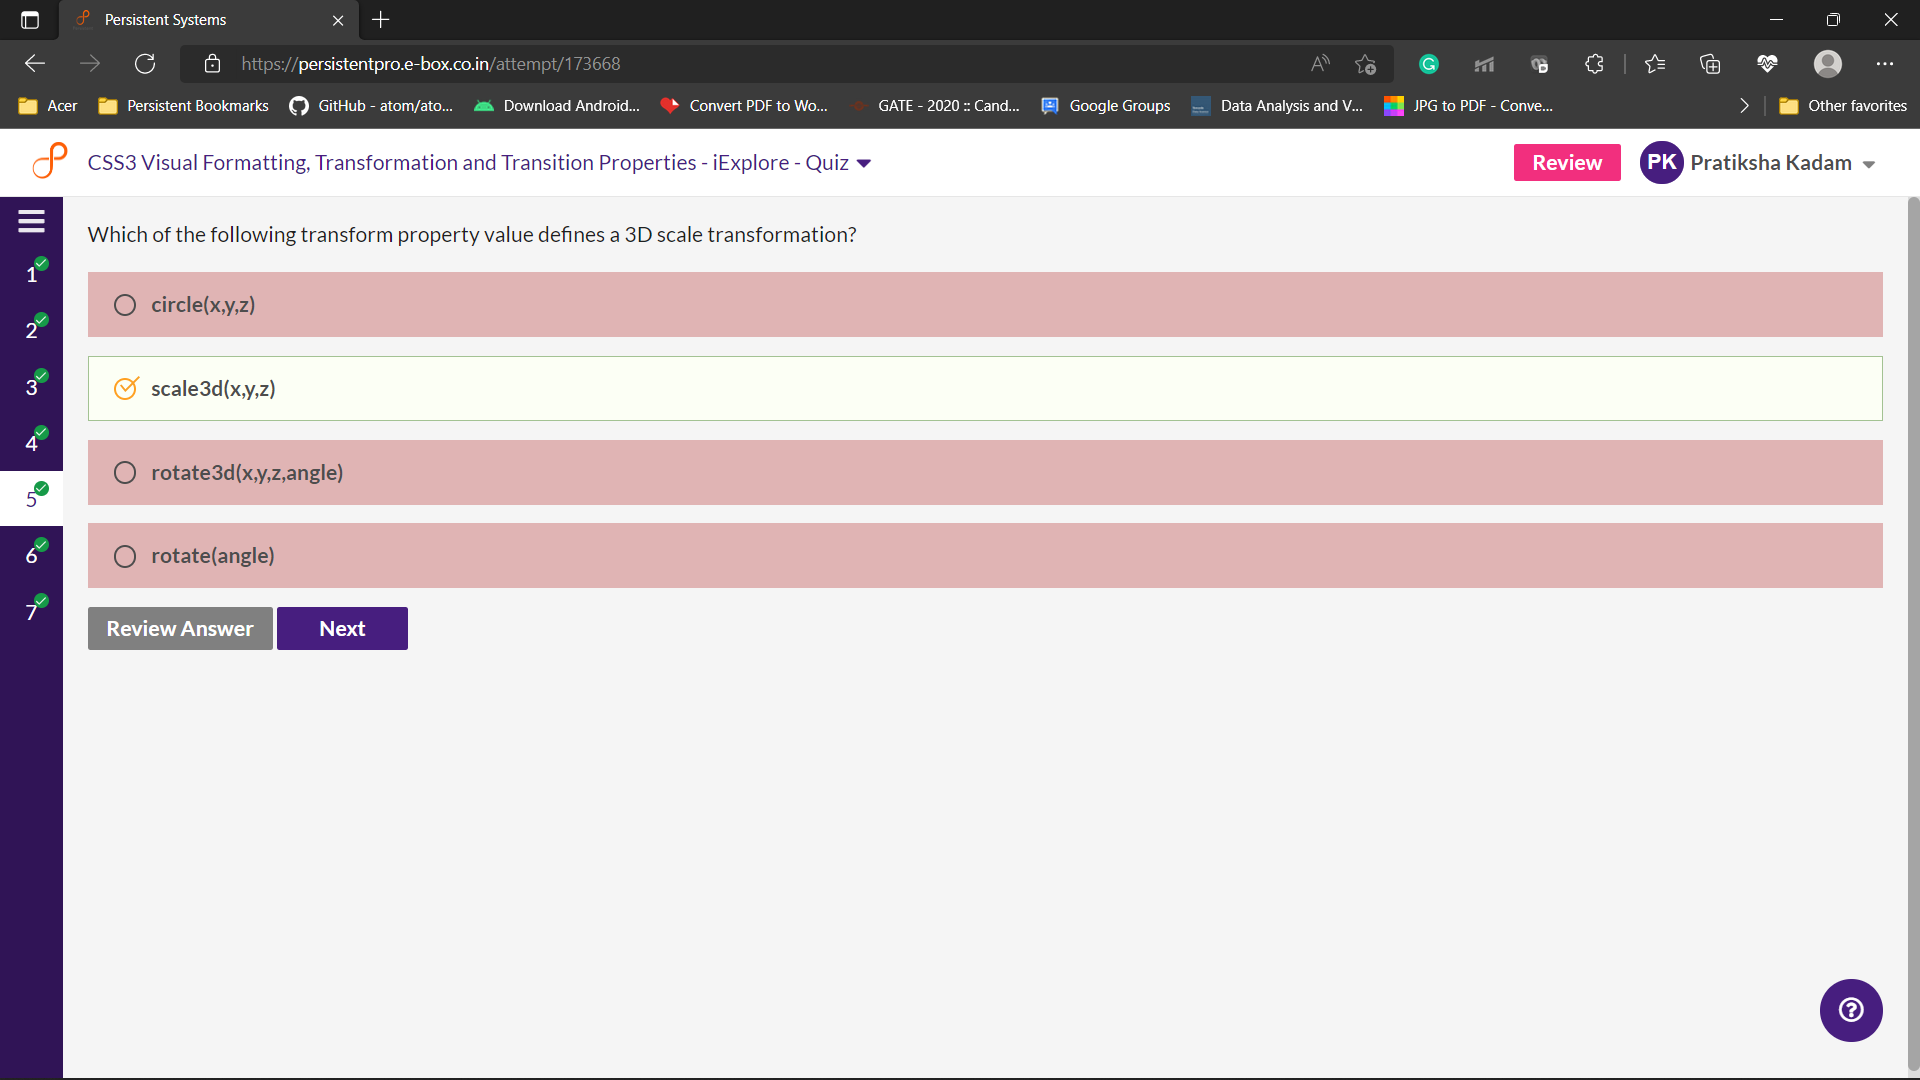 Persistent Systems
https://persistentpro.e-box.co.in/attempt/173668
Acer
Persistent Bookmarks
GitHub - atom/ato...
Download Android...
Convert PDF to Wo...
GATE - 2020 :: Cand...
Google Groups
Data Analysis and V...
JPG to PDF - Conve...
Other favorites
CSS3 Visual Formatting, Transformation and Transition Properties - iExplore - Quiz
Review
PK
Pratiksha Kadam
Which of the following transform property value defines a 3D scale transformation?
1
circle(x,y,z)
2
scale3d(x,y,z)
3
4
rotate3d(x,y,z,angle)
5
rotate(angle)
6
7
Review Answer
Next